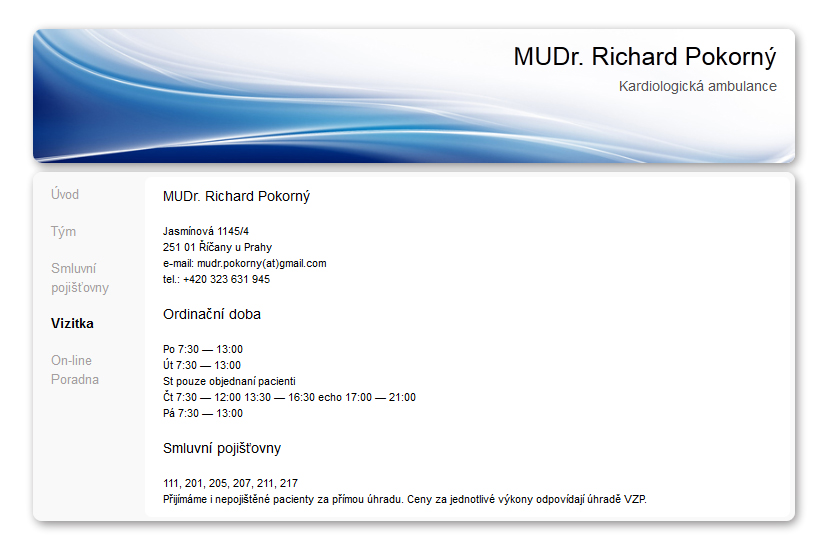 MUDr. Richard Pokorný
Kardiologická ambulance
Úvod
Tým
Smluvní
pojišťovny
Vizitka
On-line
Poradna
MUDr. Richard Pokorný
Jasmínová 1145/4
251 01 Říčany u Prahy
e-mail: mudr.pokorny(at)gmail.com
tel.: +420 323 631 945
Ordinační doba
Po 7:30 — 13:00
Út 7:30 — 13:00
St pouze objednaní pacienti
Čt 7:30 — 12:00 13:30 — 16:30 echo 17:00 — 21:00
Pá 7:30 — 13:00
Smluvní pojišťovny
111, 201, 205, 207, 211, 217
Přijímáme i nepojištěné pacienty za přímou úhradu. Ceny za jednotlivé výkony odpovídají úhradě VZP.